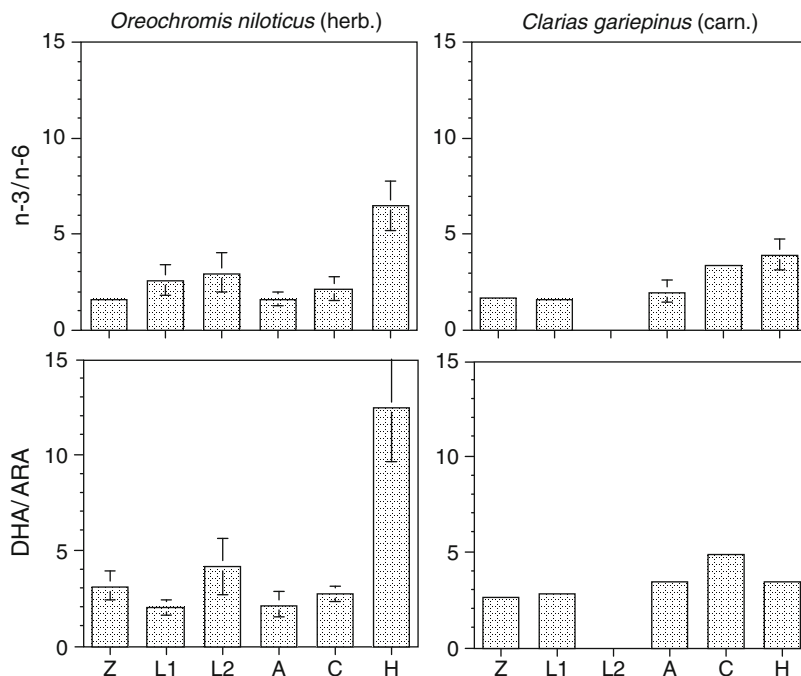 Oreochromis niloticus (herb.) Clarias gariepinus (carn.)
15 15
10 10
5 5
0 0
n-3/n-6
15 15
10 10
5 5
0 0
DHA/ARA
Z L1 L2 A C H Z L1 L2 A C H